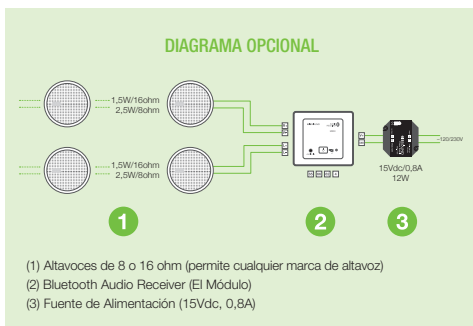 DIAGRAMA OPCIONAL
1,5W/16ohm
2,5W/8ohm
1,5W/16ohm
2,5W/8ohm
~120/230V
15Vdc/0,8A
12W
1
2
3
(1) Altavoces de 8 o 16 ohm (permite cualquier marca de altavoz)
(2) Bluetooth Audio Receiver (El Módulo)
(3) Fuente de Alimentación (15Vdc, 0,8A)